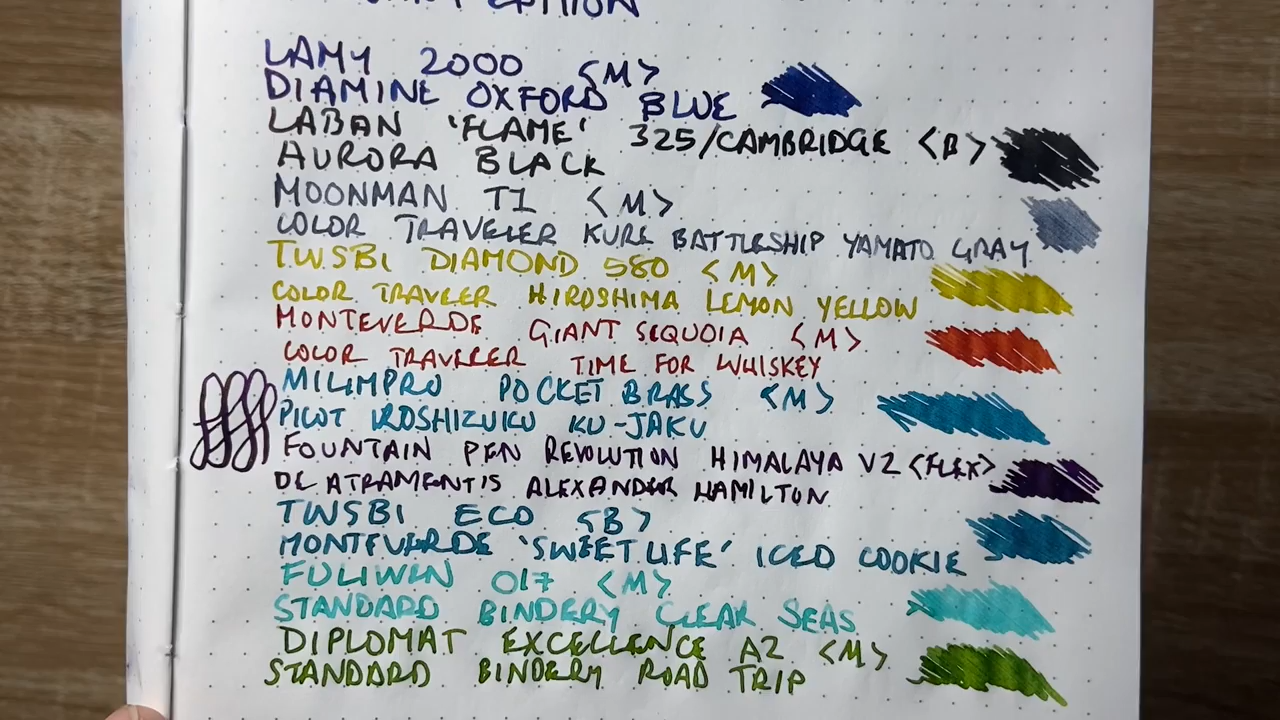 EDITION
LAMY 2000 <M>
DIAMINE OXFORD BLUE
LABAN 'FLAME' 325/CAMBRIDGE <B>
AURORA BLACK
MOONMAN T1 <M>
COLOR TRAVELER KURE BATTLESHIP YAMATO GRAY
TWSBI DIAMOND 580 <M>
COLOR TRAVLER HIROSHIMA LEMON YELLOW
MONTEVERDE GIANT SEQUOIA <M>
COLOR TRAVELER TIME FOR WHISKEY
MILIMPRO POCKET BRASS <M>
PILOT IROSHIZUKU KU-JAKU
FOUNTAIN PEN REVOLUTION HIMALAYA V2 <FLEX>
DE ATRAMENTIS ALEXANDER HAMILTON
TWSBI ECO <B>
MONTEVERDE 'SWEET LIFE' ICED COOKIE
FULIWEN 017 <M>
STANDARD BINDERY CLEAR SEAS
DIPLOMAT EXCELLENCE A2 <M>
STANDARD BINDERY ROAD TRIP